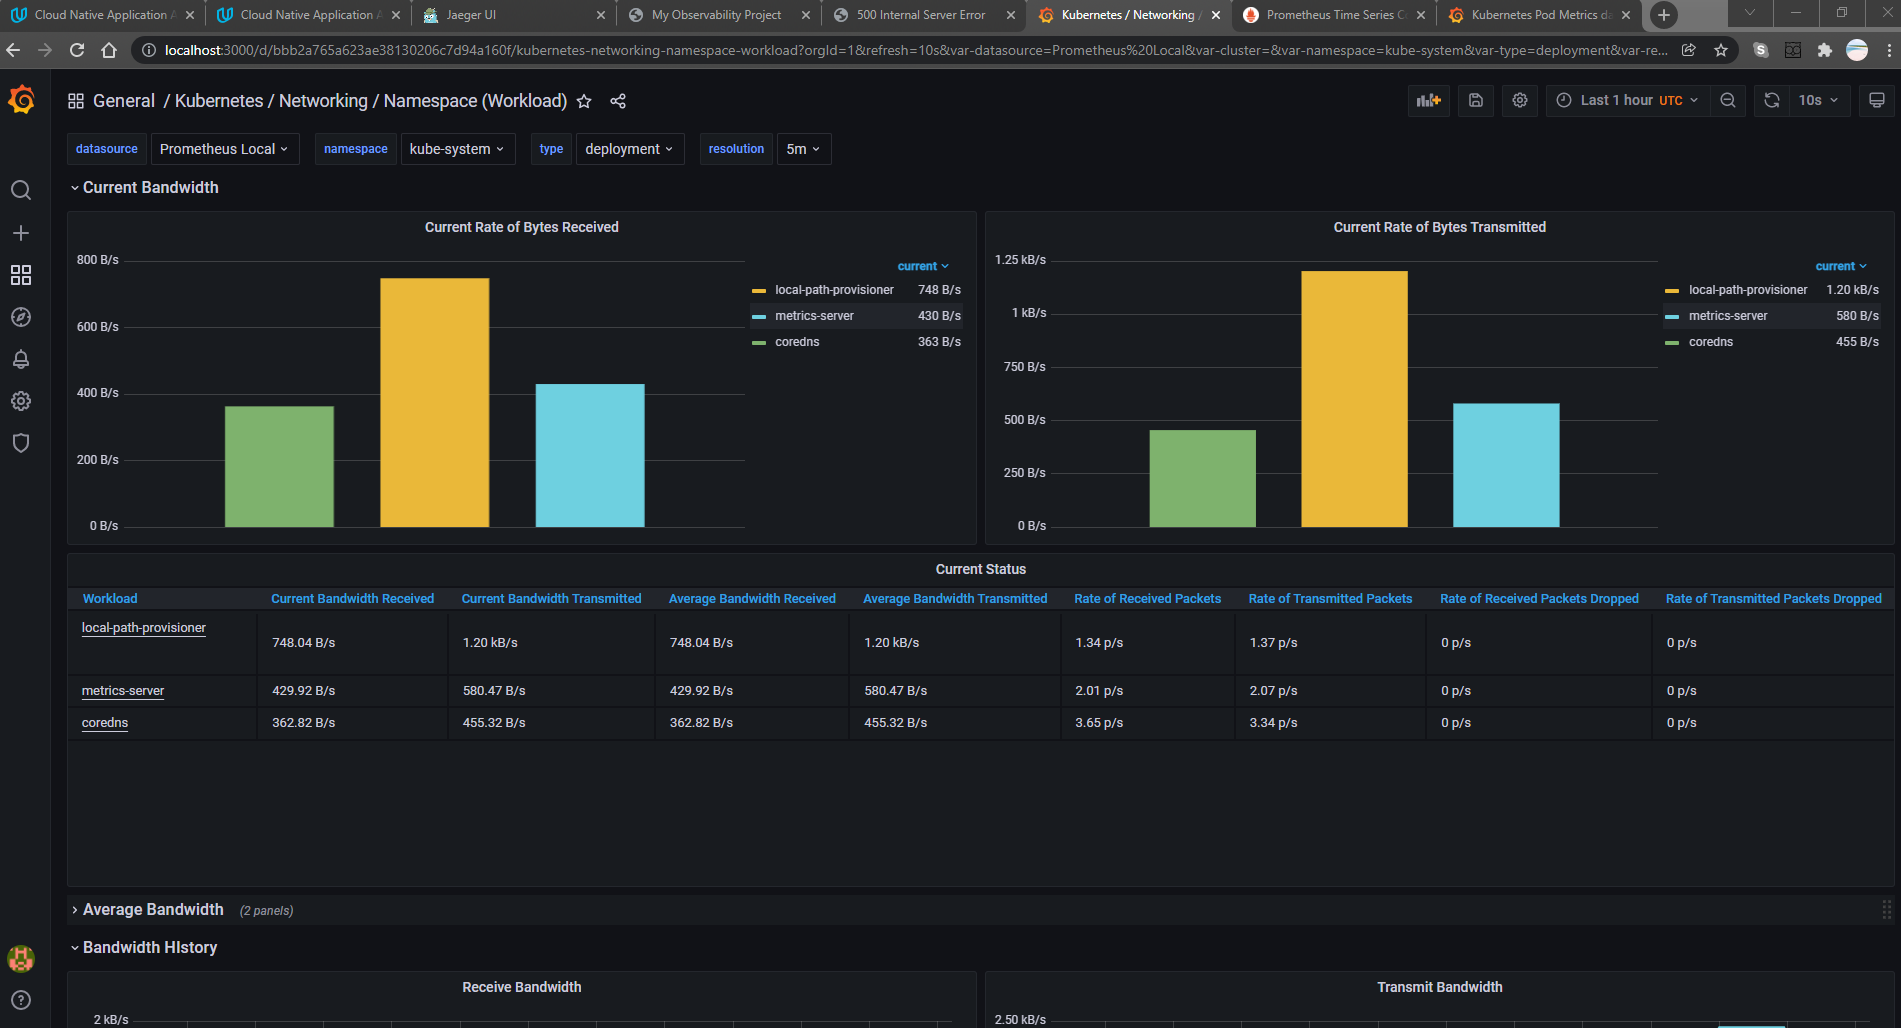 Cloud Native Application A
Cloud Native Application A
Jaeger UI
My Observability Project
500 Internal Server Error
Kubernetes / Networking /
Prometheus Time Series Co
Kubernetes Pod Metrics da
localhost:3000/d/bbb2a765a623ae38130206c7d94a160f/kubernetes-networking-namespace-workload?orgId=1&refresh=10s&var-datasource=Prometheus%20Local&var-cluster=&var-namespace=kube-system&var-type=deployment&var-re...
General / Kubernetes / Networking / Namespace (Workload)
Last 1 hour UTC
10s
datasource Prometheus Local namespace kube-system type deployment resolution 5m
Current Bandwidth
Current Rate of Bytes Received
800 B/s
600 B/s
400 B/s
200 B/s
0 B/s
current
local-path-provisioner 748 B/s
metrics-server 430 B/s
coredns 363 B/s
Current Rate of Bytes Transmitted
1.25 kB/s
1 kB/s
750 B/s
500 B/s
250 B/s
0 B/s
current
local-path-provisioner 1.20 kB/s
metrics-server 580 B/s
coredns 455 B/s
Current Status
Workload Current Bandwidth Received Current Bandwidth Transmitted Average Bandwidth Received Average Bandwidth Transmitted Rate of Received Packets Rate of Transmitted Packets Rate of Received Packets Dropped Rate of Transmitted Packets Dropped
local-path-provisioner 748.04 B/s 1.20 kB/s 748.04 B/s 1.20 kB/s 1.34 p/s 1.37 p/s 0 p/s 0 p/s
metrics-server 429.92 B/s 580.47 B/s 429.92 B/s 580.47 B/s 2.01 p/s 2.07 p/s 0 p/s 0 p/s
coredns 362.82 B/s 455.32 B/s 362.82 B/s 455.32 B/s 3.65 p/s 3.34 p/s 0 p/s 0 p/s
Average Bandwidth (2 panels)
Bandwidth HIstory
Receive Bandwidth
2 kB/s
Transmit Bandwidth
2.50 kB/s